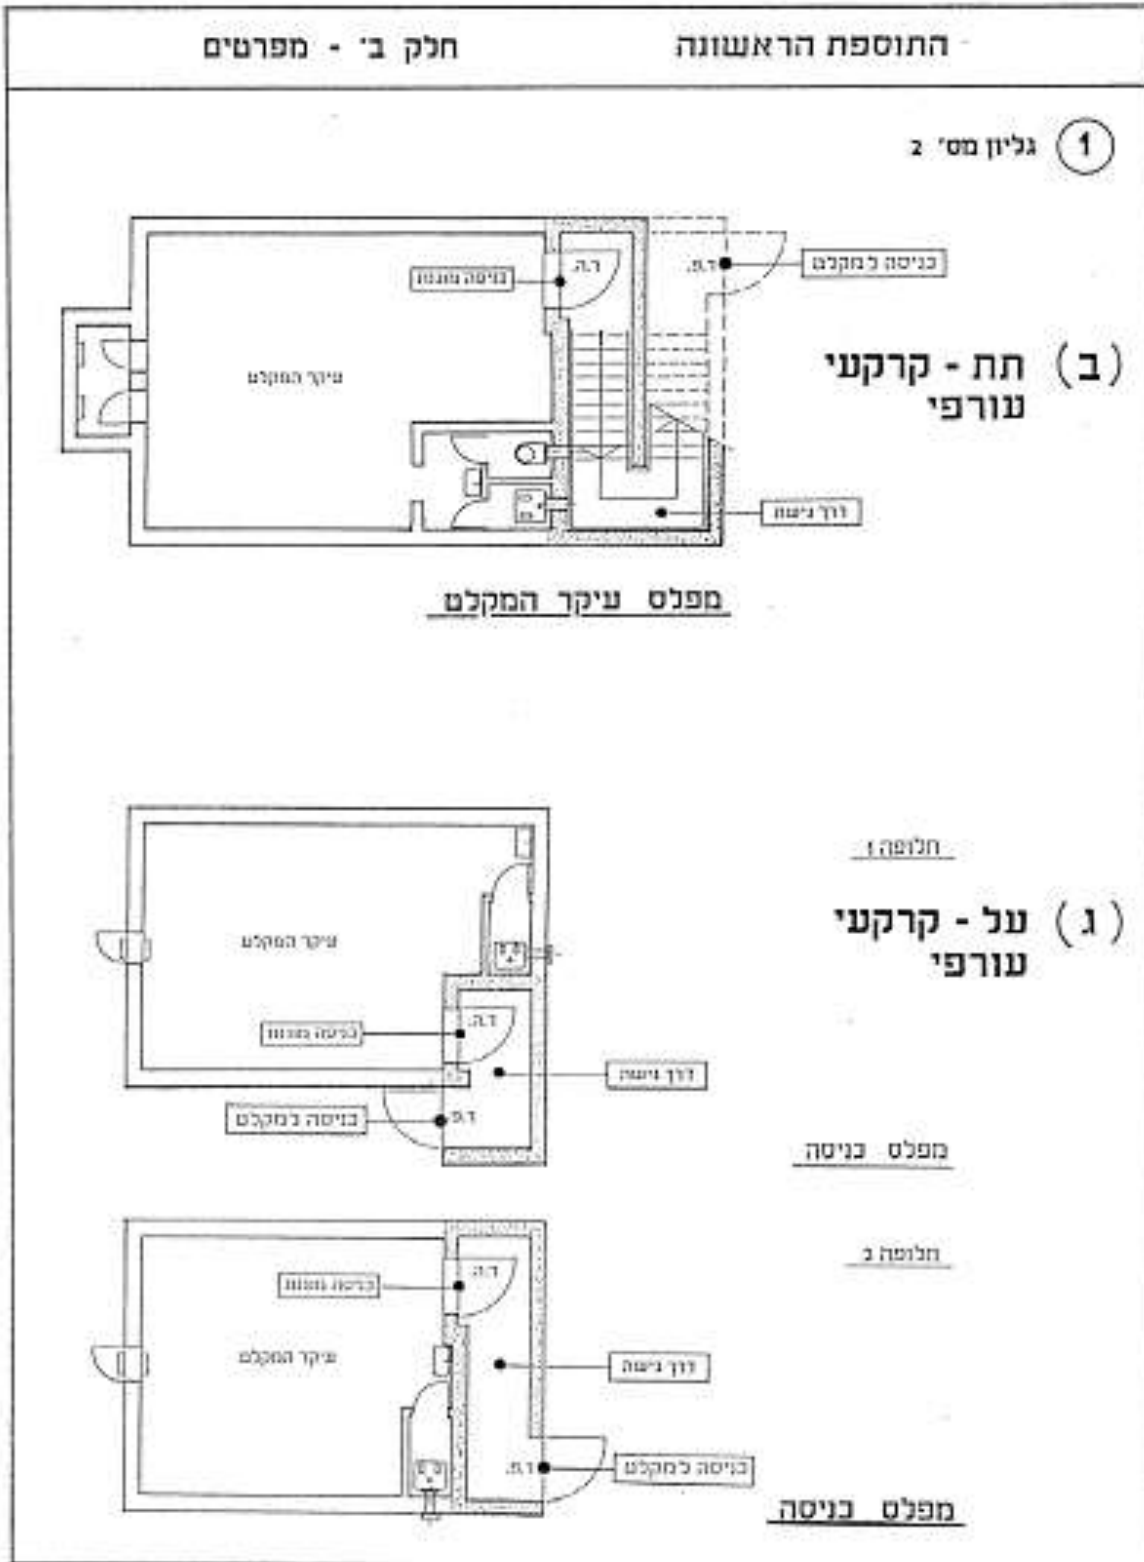 התוספת הראשונה
חלק ב' - מפרטים
1
גליון מס' 2
כניסה למקלט
ד.פ.
ד.ה.
כניסה מוגנת
(ב) תת - קרקעי
עורפי
עיקר המקלט
דרך גישה
מפלס עיקר המקלט
חלופה 1
(ג) על - קרקעי
עורפי
עיקר המקלט
ד.ה.
כניסה מוגנת
דרך גישה
ד.פ.
כניסה למקלט
מפלס כניסה
חלופה 2
ד.ה.
כניסה מוגנת
עיקר המקלט
דרך גישה
ד.פ.
כניסה למקלט
מפלס כניסה